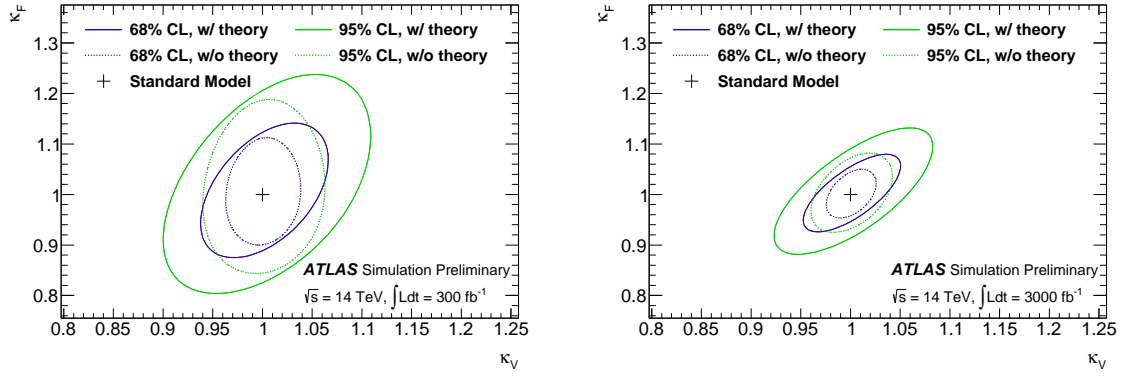 κ_F
1.3
1.2
1.1
1
0.9
0.8
68% CL, w/ theory
95% CL, w/ theory
68% CL, w/o theory
95% CL, w/o theory
Standard Model
ATLAS Simulation Preliminary
√s = 14 TeV, ∫Ldt = 300 fb⁻¹
0.8 0.85 0.9 0.95 1 1.05 1.1 1.15 1.2 1.25
κ_V
κ_F
1.3
1.2
1.1
1
0.9
0.8
68% CL, w/ theory
95% CL, w/ theory
68% CL, w/o theory
95% CL, w/o theory
Standard Model
ATLAS Simulation Preliminary
√s = 14 TeV, ∫Ldt = 3000 fb⁻¹
0.8 0.85 0.9 0.95 1 1.05 1.1 1.15 1.2 1.25
κ_V